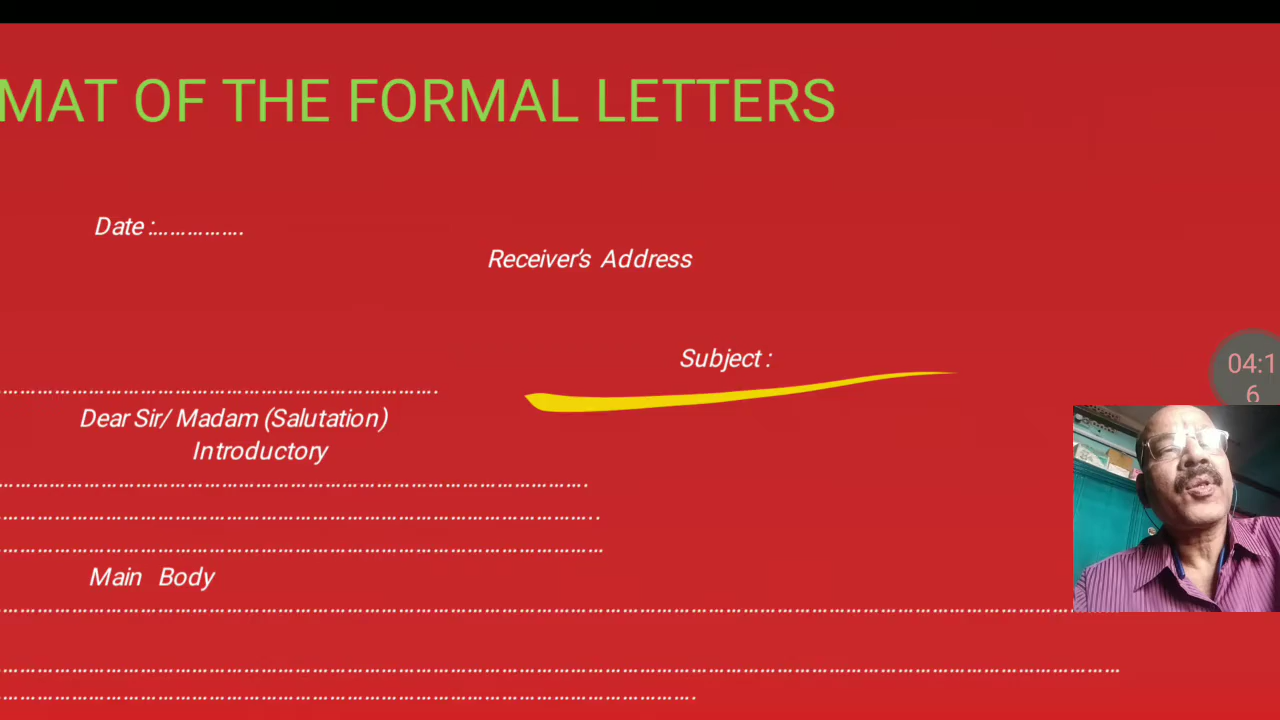 MAT OF THE FORMAL LETTERS
Date :...............
Receiver's Address
Subject :
……………………………………………………………………….
Dear Sir/ Madam (Salutation)
Introductory
………………………………………………………………………………………………….
…………………………………………………………………………………………………..
……………………………………………………………………………………………………
Main Body
………………………………………………………………………………………………………………………………………………………………………………………
………………………………………………………………………………………………………………………………………………………………………………………………
…………………………………………………………………………………………………………………….
04:1
6